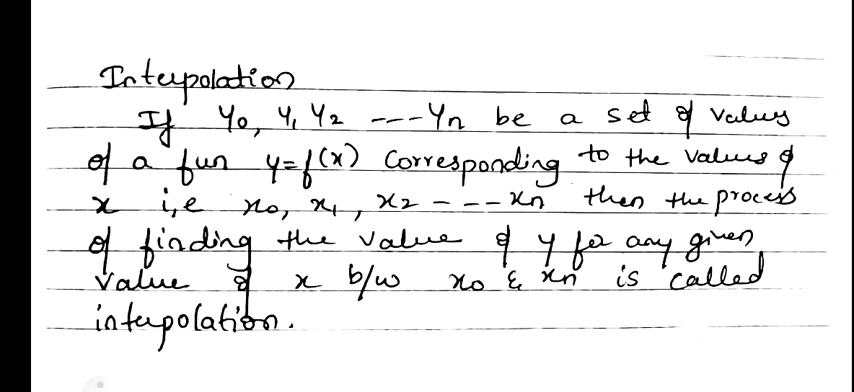 Interpolation
If y0, y1 y2 ---- yn be a set of values
of a fun y=f(x) corresponding to the values of
x i,e x0, x1, x2 - -- xn then the process
of finding the value of y for any given
value of x b/w x0 & xn is called
interpolation.